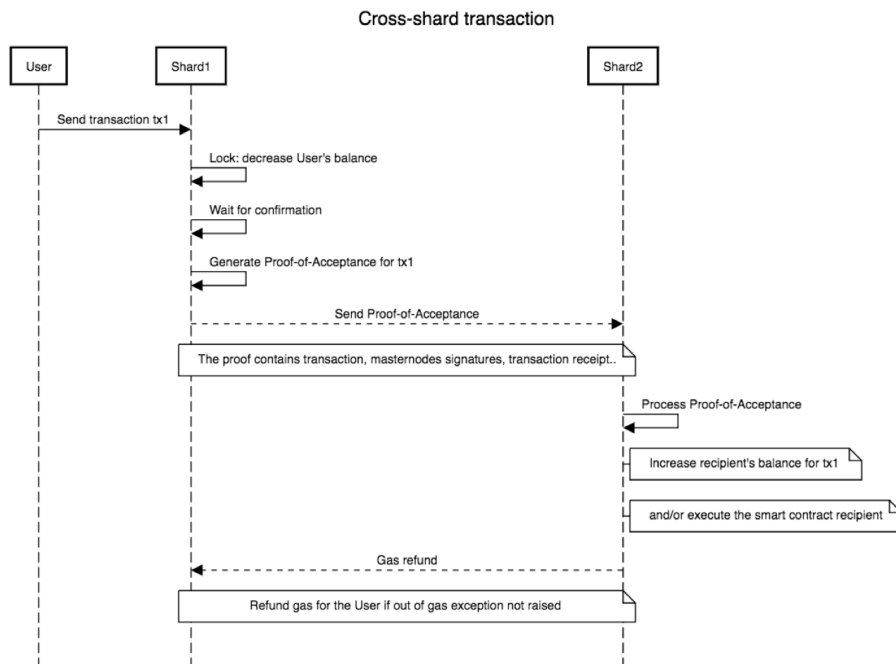 Cross-shard transaction
User
Shard1
Shard2
Send transaction tx1
Lock: decrease User's balance
Wait for confirmation
Generate Proof-of-Acceptance for tx1
Send Proof-of-Acceptance
The proof contains transaction, masternodes signatures, transaction receipt..
Process Proof-of-Acceptance
Increase recipient's balance for tx1
and/or execute the smart contract recipient
Gas refund
Refund gas for the User if out of gas exception not raised